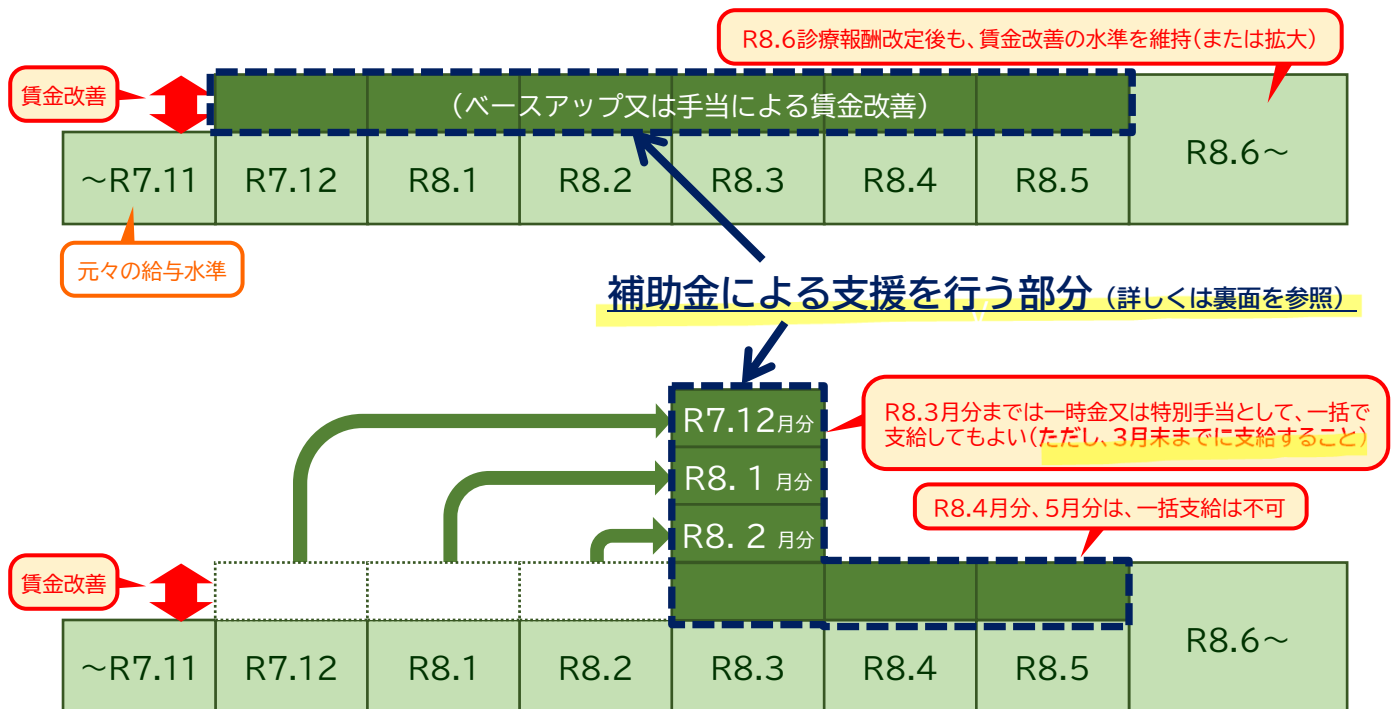 R8.6診療報酬改定後も、賃金改善の水準を維持(または拡大)
賃金改善
(ベースアップ又は手当による賃金改善)
～R7.11
R7.12
R8.1
R8.2
R8.3
R8.4
R8.5
R8.6～
元々の給与水準
補助金による支援を行う部分(詳しくは裏面を参照)
R7.12月分
R8.1月分
R8.2月分
R8.3月分までは一時金又は特別手当として、一括で
支給してもよい(ただし、3月末までに支給すること)
R8.4月分、5月分は、一括支給は不可
賃金改善
～R7.11
R7.12
R8.1
R8.2
R8.3
R8.4
R8.5
R8.6～